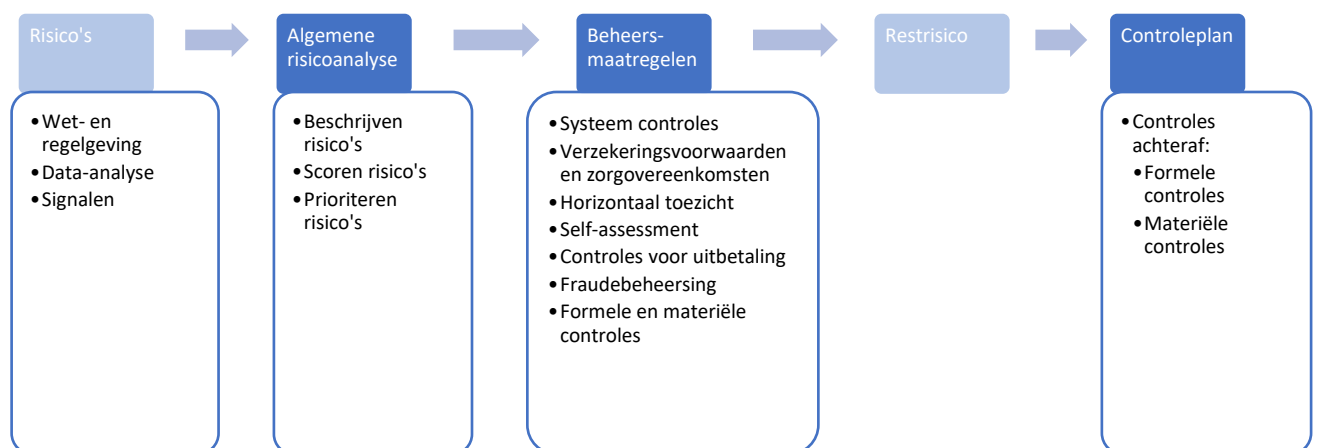 Risico's
Algemene
risicoanalyse
Beheers-
maatregelen
Restrisico
Controleplan
•Wet- en
regelgeving
•Data-analyse
•Signalen
•Beschrijven
risico's
•Scoren risico's
•Prioriteren
risico's
•Systeem controles
•Verzekeringsvoorwaarden
en zorgovereenkomsten
•Horizontaal toezicht
•Self-assessment
•Controles voor uitbetaling
•Fraudebeheersing
•Formele en materiële
controles
•Controles
achteraf:
•Formele
controles
•Materiële
controles